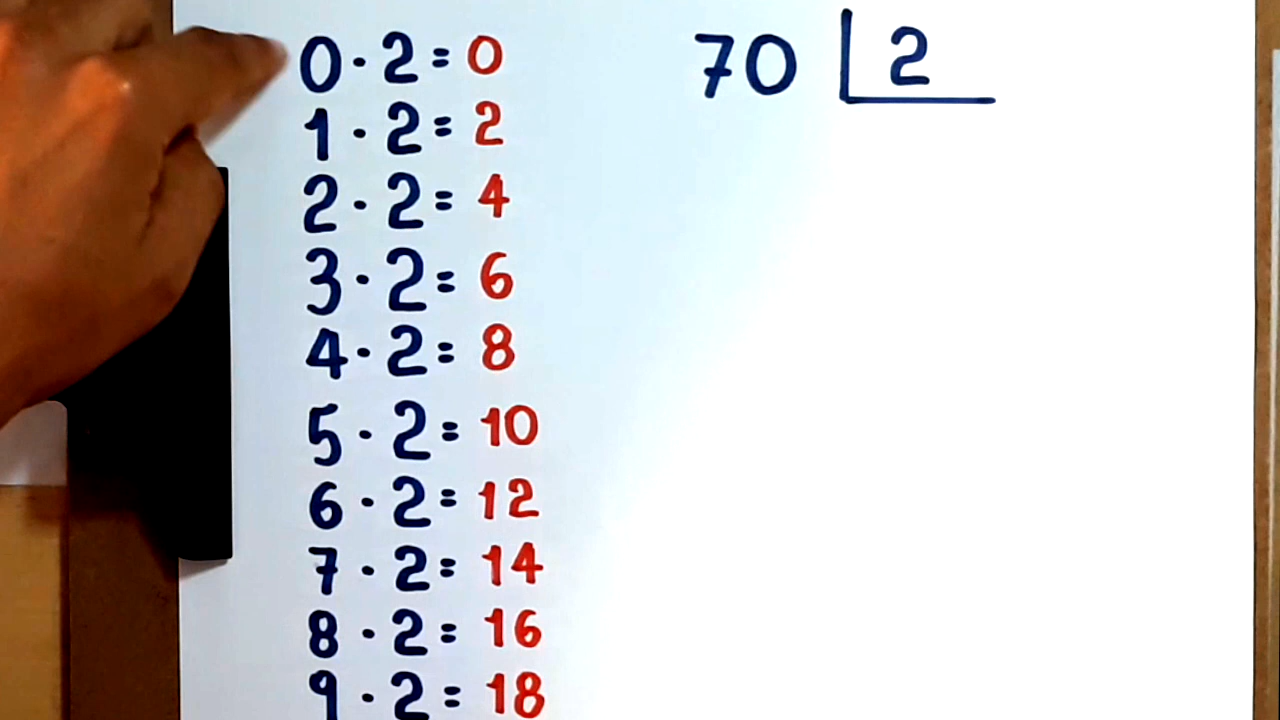 0 · 2 = 0
1 · 2 = 2
2 · 2 = 4
3 · 2 = 6
4 · 2 = 8
5 · 2 = 10
6 · 2 = 12
7 · 2 = 14
8 · 2 = 16
9 · 2 = 18
70 2